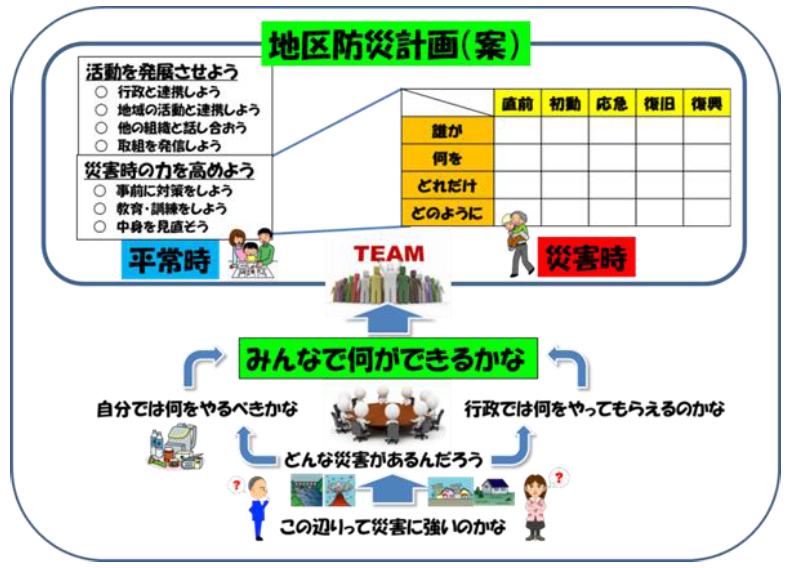 地区防災計画(案)
活動を発展させよう
○ 行政と連携しよう
○ 地域の活動と連携しよう
○ 他の組織と話し合おう
○ 取組を発信しよう
災害時の力を高めよう
○ 事前に対策をしよう
○ 教育・訓練をしよう
○ 中身を見直そう
平常時
直前 初動 応急 復旧 復興
誰が
何を
どれだけ
どのように
災害時
TEAM
みんなで何ができるかな
自分では何をやるべきかな
行政では何をやってもらえるのかな
どんな災害があるんだろう
?
?
この辺りって災害に強いのかな